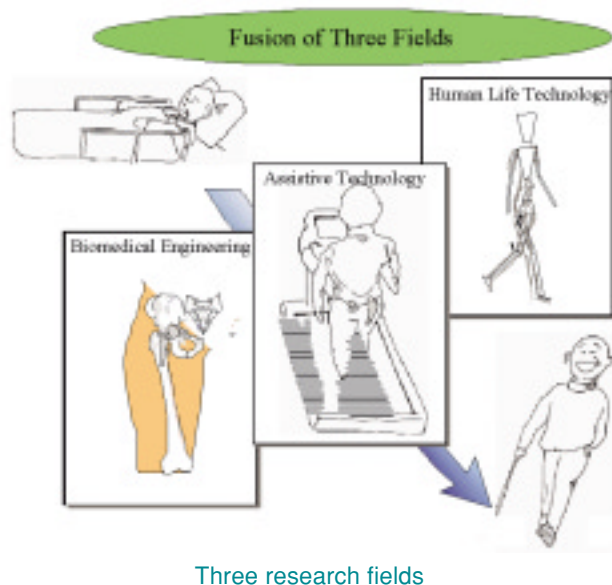 Fusion of Three Fields
Human Life Technology
Assistive Technology
Biomedical Engineering
Three research fields